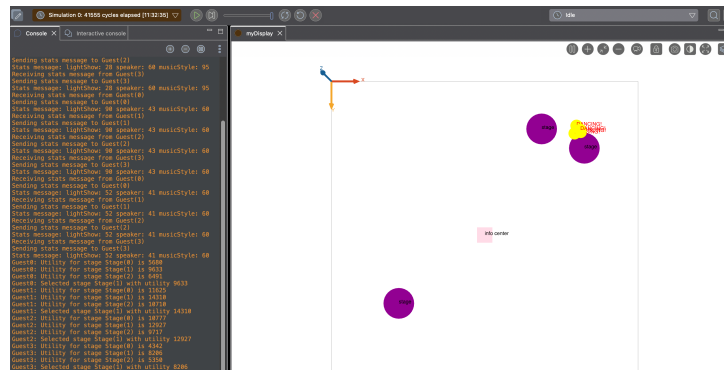 Simulation 0: 41555 cycles elapsed [11:32:35]
Idle
Console
Interactive console
myDisplay
Sending stats message to Guest(2)
Stats message: lightShow: 20 speaker: 60 musicStyle: 95
Receiving stats message from Guest(3)
Sending stats message to Guest(3)
Stats message: lightShow: 20 speaker: 60 musicStyle: 95
Receiving stats message from Guest(0)
Sending stats message to Guest(0)
Stats message: lightShow: 90 speaker: 43 musicStyle: 60
Receiving stats message from Guest(1)
Sending stats message to Guest(1)
Stats message: lightShow: 90 speaker: 43 musicStyle: 60
Receiving stats message from Guest(2)
Sending stats message to Guest(2)
Stats message: lightShow: 90 speaker: 43 musicStyle: 60
Receiving stats message from Guest(3)
Sending stats message to Guest(3)
Stats message: lightShow: 90 speaker: 43 musicStyle: 60
Receiving stats message from Guest(0)
Sending stats message to Guest(0)
Stats message: lightShow: 52 speaker: 41 musicStyle: 60
Receiving stats message from Guest(1)
Sending stats message to Guest(1)
Stats message: lightShow: 52 speaker: 41 musicStyle: 60
Receiving stats message from Guest(2)
Sending stats message to Guest(2)
Stats message: lightShow: 52 speaker: 41 musicStyle: 60
Receiving stats message from Guest(3)
Sending stats message to Guest(3)
Stats message: lightShow: 52 speaker: 41 musicStyle: 60
Guest0: Utility for stage Stage(0) is 5680
Guest0: Utility for stage Stage(1) is 9633
Guest0: Utility for stage Stage(2) is 6491
Guest0: Selected stage Stage(1) with utility 9633
Guest1: Utility for stage Stage(0) is 11625
Guest1: Utility for stage Stage(1) is 14310
Guest1: Utility for stage Stage(2) is 10710
Guest1: Selected stage Stage(1) with utility 14310
Guest2: Utility for stage Stage(0) is 10777
Guest2: Utility for stage Stage(1) is 12927
Guest2: Utility for stage Stage(2) is 9717
Guest2: Selected stage Stage(1) with utility 12927
Guest3: Utility for stage Stage(0) is 4342
Guest3: Utility for stage Stage(1) is 8206
Guest3: Utility for stage Stage(2) is 5350
Guest3: Selected stage Stage(1) with utility 8206
Z
X
DANCING!
stage
stage
info center
stage